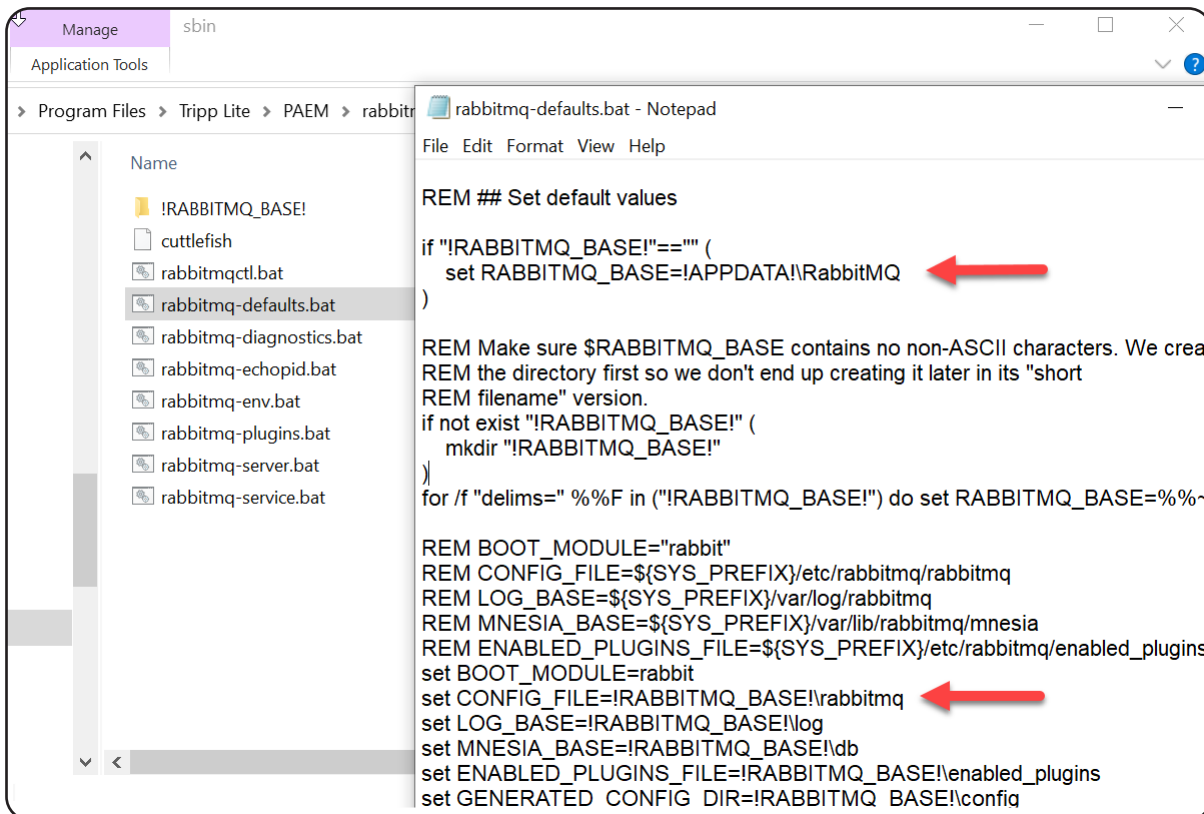 Manage
sbin
Application Tools
?
> Program Files > Tripp Lite > PAEM >
Name
!RABBITMQ_BASE!
cuttlefish
rabbitmqctl.bat
rabbitmq-defaults.bat
rabbitmq-diagnostics.bat
rabbitmq-echopid.bat
rabbitmq-env.bat
rabbitmq-plugins.bat
rabbitmq-server.bat
rabbitmq-service.bat
rabbitmq-defaults.bat - Notepad
File Edit Format View Help
REM ## Set default values
if "!RABBITMQ_BASE!"=="" (
set RABBITMQ_BASE=!APPDATA!\RabbitMQ
)
REM Make sure $RABBITMQ_BASE contains no non-ASCII characters. We crea
REM the directory first so we don't end up creating it later in its "short
REM filename" version.
if not exist "!RABBITMQ_BASE!" (
mkdir "!RABBITMQ_BASE!"
)
for /f "delims=" %%F in ("!RABBITMQ_BASE!") do set RABBITMQ_BASE=%%~
REM BOOT_MODULE="rabbit"
REM CONFIG_FILE=${SYS_PREFIX}/etc/rabbitmq/rabbitmq
REM LOG_BASE=${SYS_PREFIX}/var/log/rabbitmq
REM MNESIA_BASE=${SYS_PREFIX}/var/lib/rabbitmq/mnesia
REM ENABLED_PLUGINS_FILE=${SYS_PREFIX}/etc/rabbitmq/enabled_plugins
set BOOT_MODULE=rabbit
set CONFIG_FILE=!RABBITMQ_BASE!\rabbitmq
set LOG_BASE=!RABBITMQ_BASE!\log
set MNESIA_BASE=!RABBITMQ_BASE!\db
set ENABLED_PLUGINS_FILE=!RABBITMQ_BASE!\enabled_plugins
set GENERATED_CONFIG_DIR=!RABBITMQ_BASE!\config